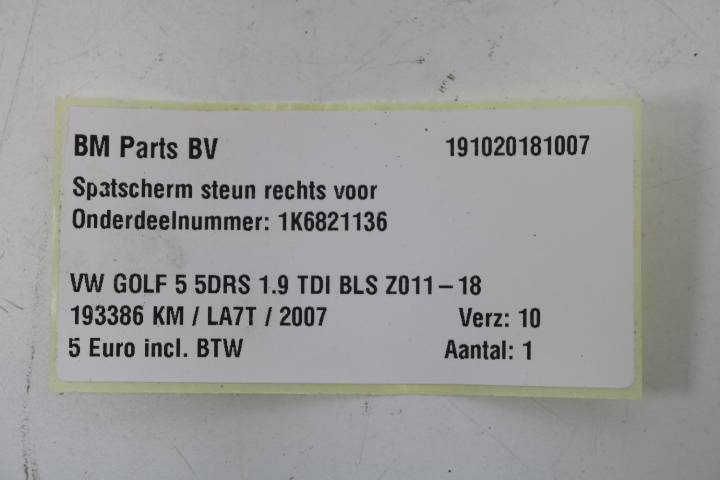 BM Parts BV 191020181007
Spatscherm steun rechts voor
Onderdeelnummer: 1K6821136
VW GOLF 5 5DRS 1.9 TDI BLS Z011-18
193386 KM / LA7T / 2007 Verz: 10
5 Euro incl. BTW Aantal: 1